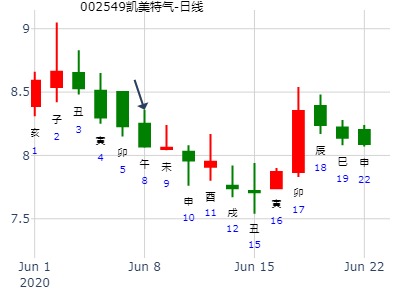 002549凯美特气-日线
9
8.5
8
7.5
亥
1
子
2
丑
3
寅
4
卯
5
午
8
未
9
申
10
酉
11
戌
12
丑
15
寅
16
卯
17
辰
18
巳
19
申
22
Jun 1
2020
Jun 8
Jun 15
Jun 22